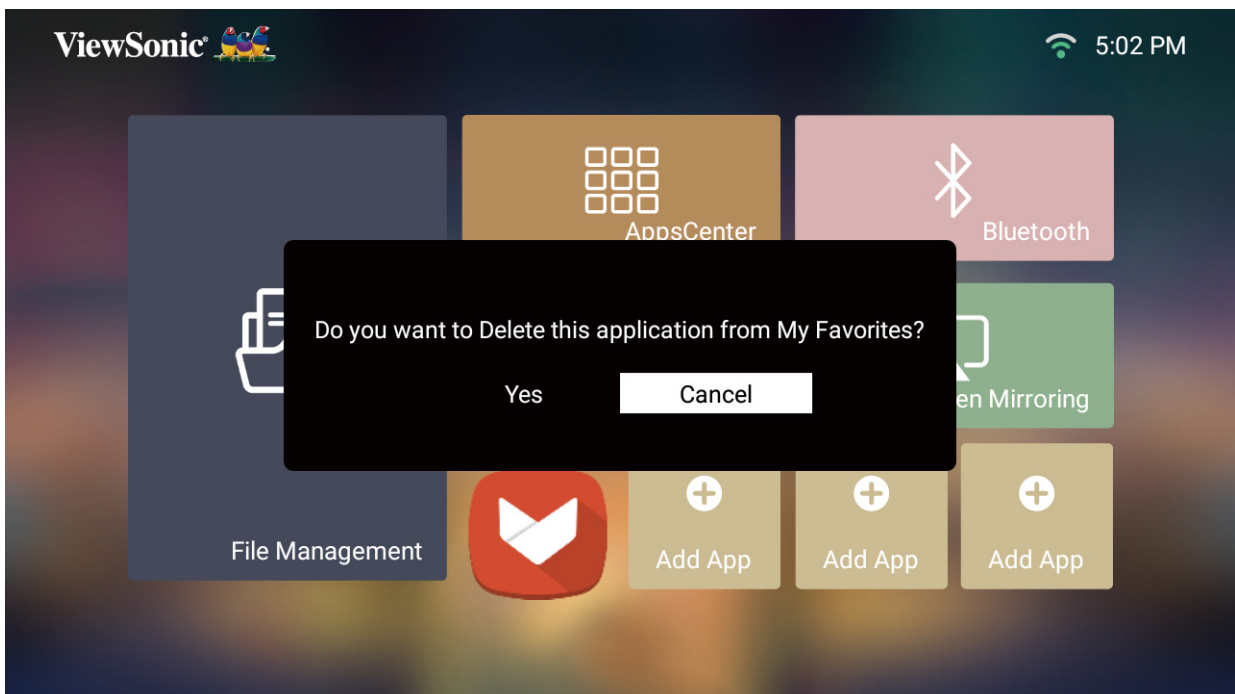 ViewSonic®
5:02 PM
AppsCenter
Bluetooth
Do you want to Delete this application from My Favorites?
Yes
Cancel
en Mirroring
File Management
Add App
Add App
Add App